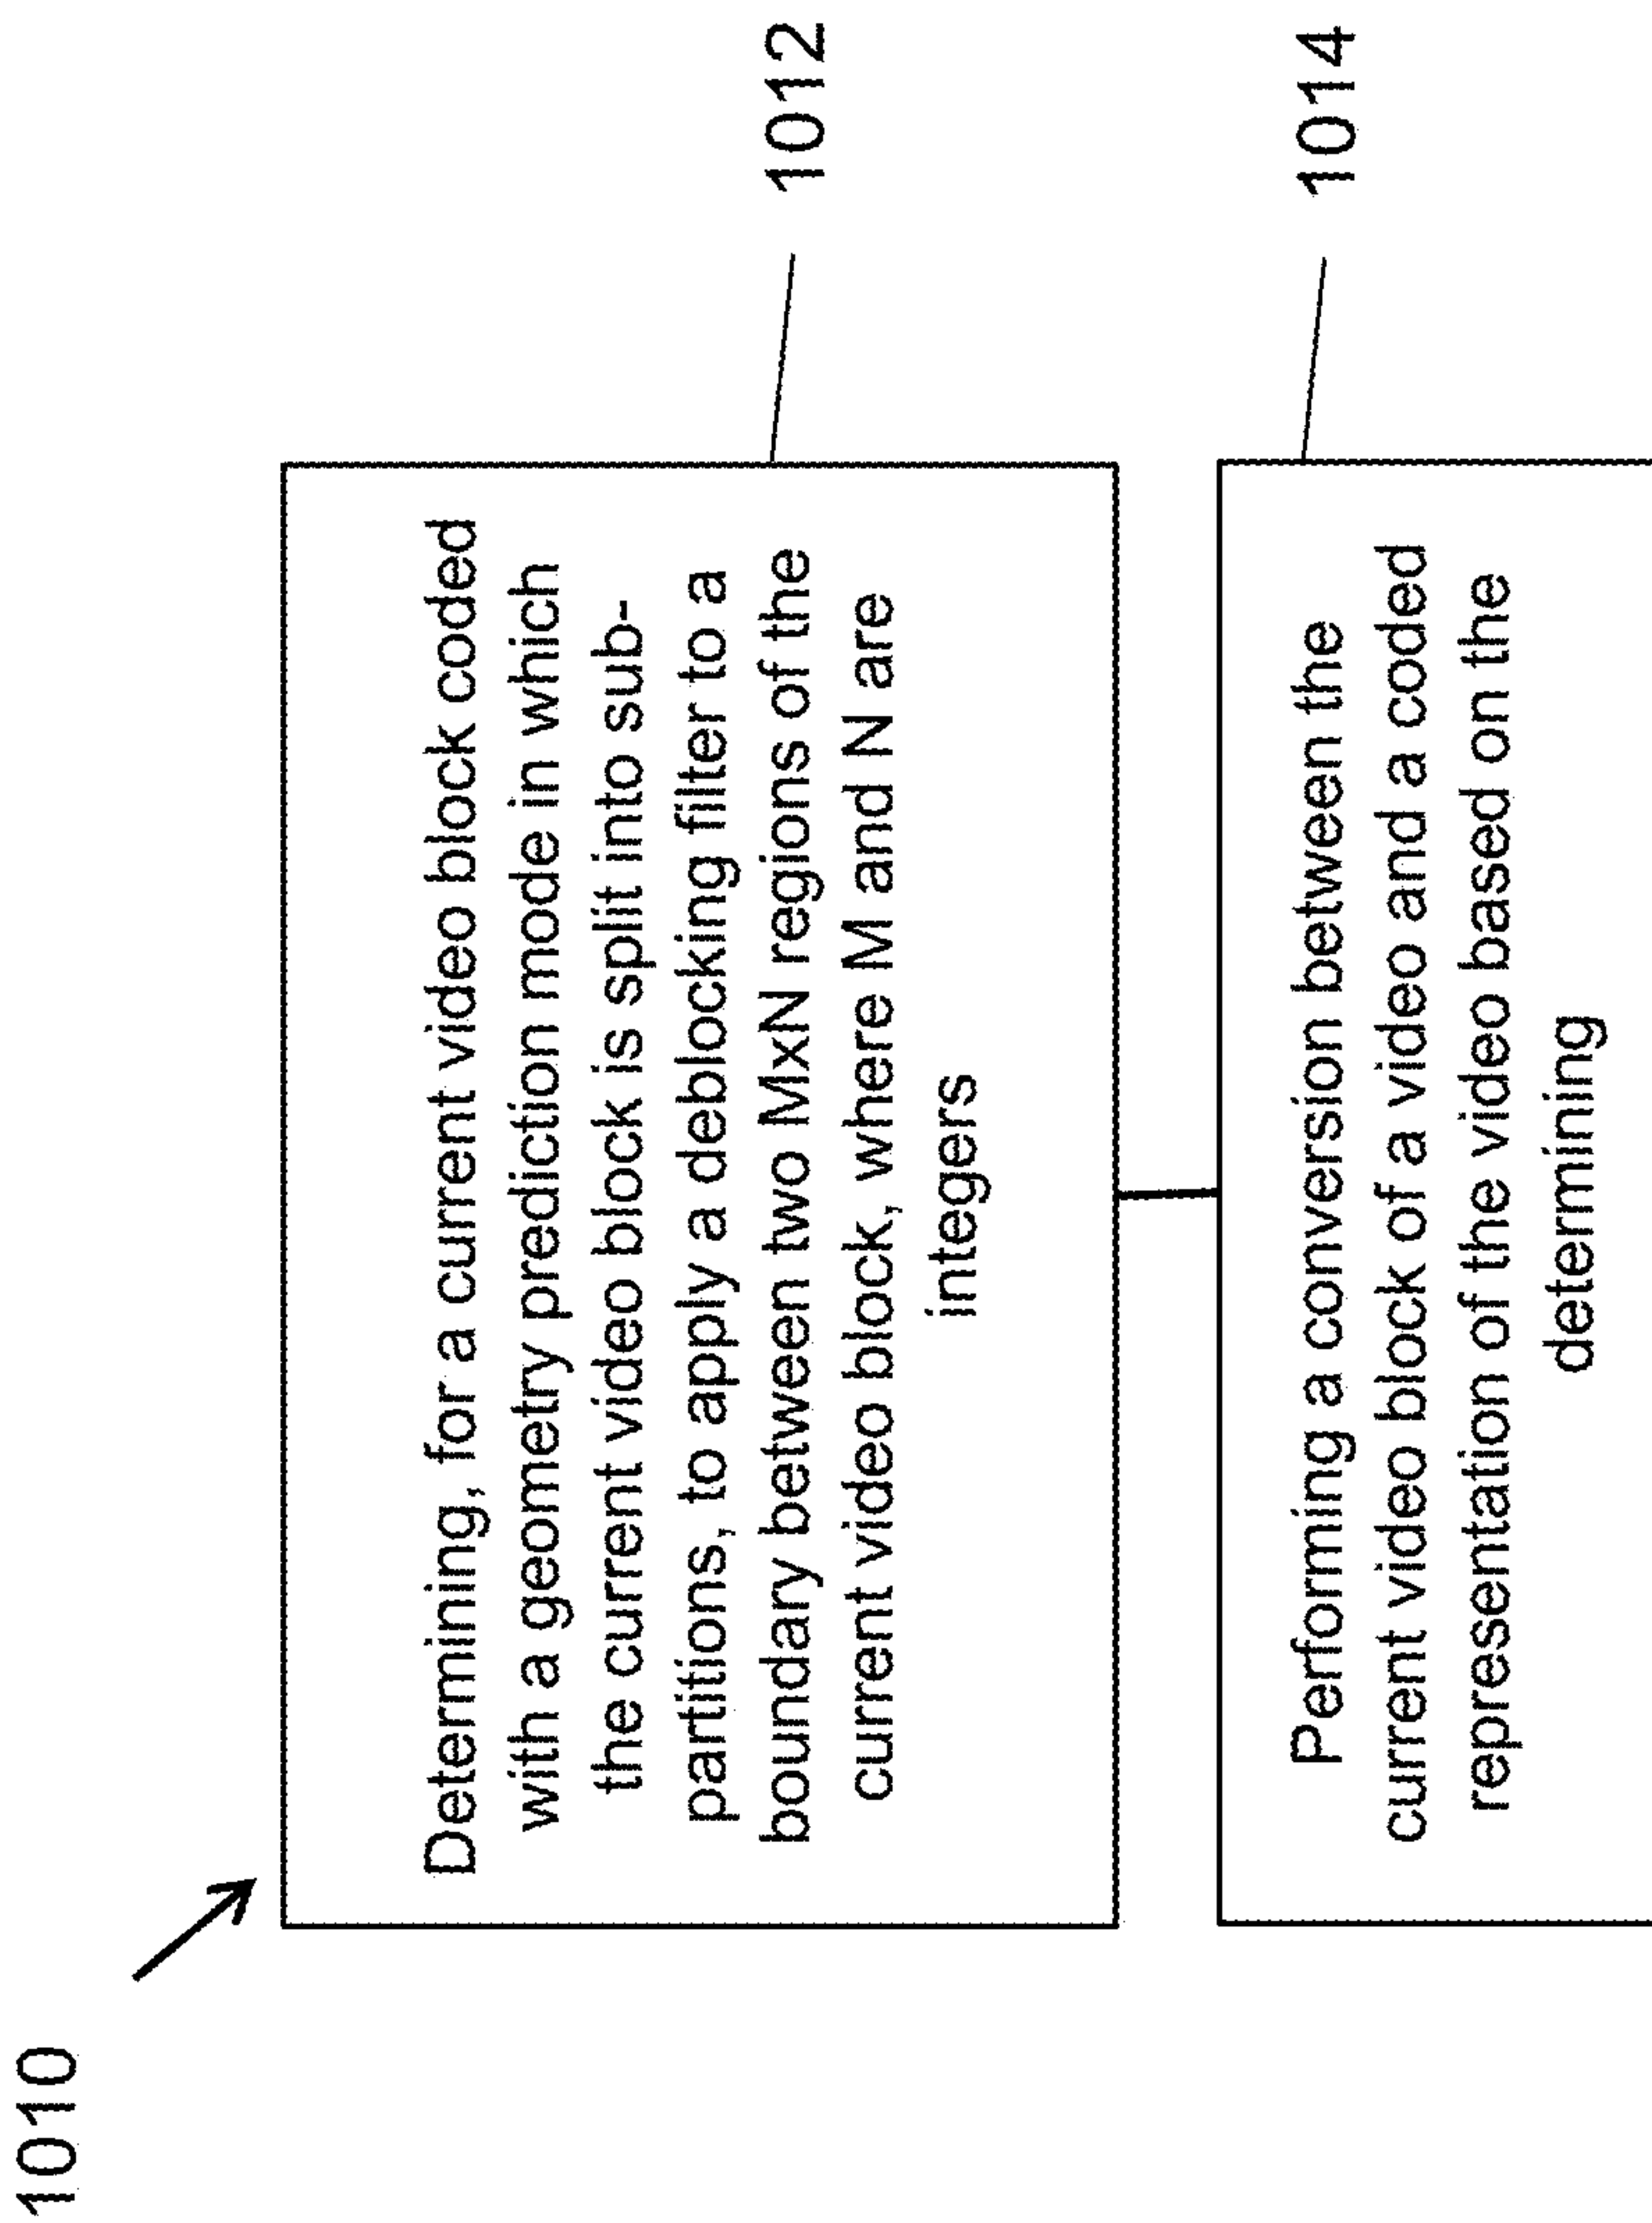 1010
Determining, for a current video block coded
with a geometry prediction mode in which
the current video block is split into sub-
partitions, to apply a deblocking filter to a
boundary between two MxN regions of the
current video block, where M and N are
integers
1012
Performing a conversion between the
current video block of a video and a coded
representation of the video based on the
determining
1014